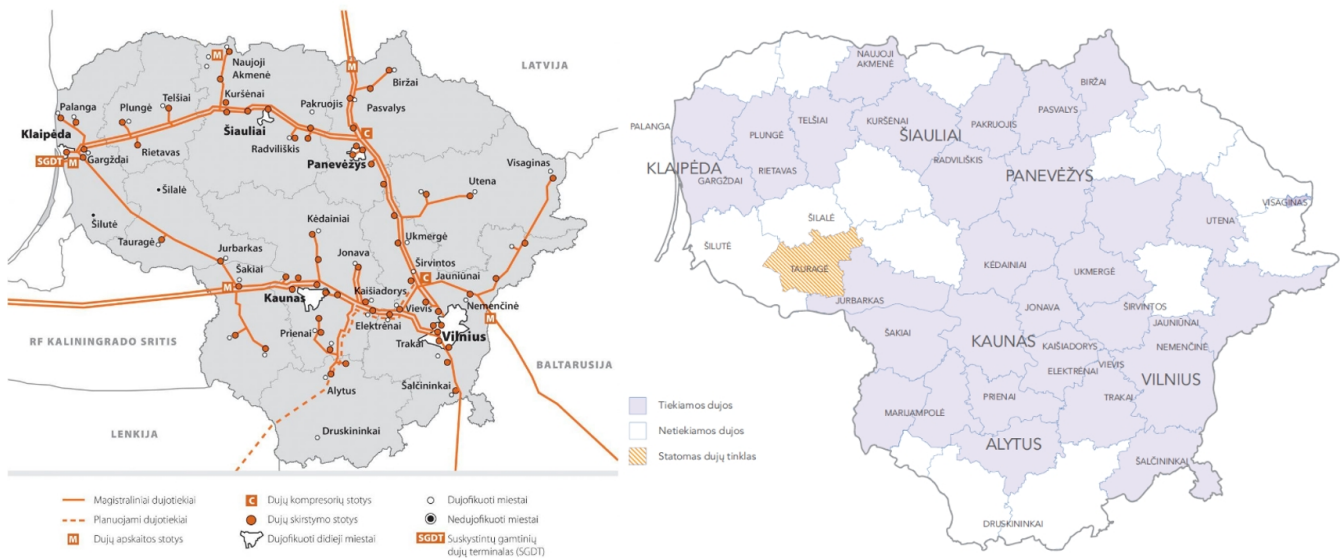 LATVIJA
M
Naujoji
Akmenė
M
Biržai
Palanga
Plungė
Telšiai
Kuršėnai
Pakruojis
Pasvalys
Klaipėda
Šiauliai
C
SGDT
M
Gargždai
Rietavas
Radviliškis
Panevėžys
Visaginas
Šilalė
Utena
Šilutė
Kėdainiai
Tauragė
Ukmergė
Jurbarkas
Jonava
Širvintos
Šakiai
C
Jauniūnai
M
Kaunas
Kaišiadorys
Vievis
Nemenčinė
M
Prienai
Elektrėnai
Vilnius
RF KALININGRADO SRITIS
Trakai
BALTARUSIJA
Alytus
Šalčininkai
LENKIJA
Druskininkai
Magistraliniai dujotiekiai
Planuojami dujotiekiai
M Dujų apskaitos stotys
C Dujų kompresorių stotys
Dujų skirstymo stotys
Dujofikuoti didieji miestai
Dujofikuoti miestai
Nedujofikuoti miestai
SGDT Suskystintų gamtinių
dujų terminalas (SGDT)
NAUJOJI
AKMENĖ
BIRŽAI
PALANGA
PLUNGĖ
TELŠIAI
KURŠĖNAI
ŠIAULIAI
PAKRUOJIS
PASVALYS
KLAIPĖDA
GARGŽDAI
RIETAVAS
RADVILIŠKIS
PANEVĖŽYS
VISAGINAS
ŠILALĖ
UTENA
ŠILUTĖ
TAURAGĖ
KĖDAINIAI
UKMERGĖ
JURBARKAS
JONAVA
ŠIRVINTOS
ŠAKIAI
JAUNIŪNAI
KAUNAS
KAIŠIADORYS
NEMENČINĖ
ELEKTRĖNAI
VIEVIS
VILNIUS
MARIJAMPOLĖ
PRIENAI
TRAKAI
ALYTUS
ŠALČININKAI
DRUSKININKAI
Tiekiamos dujos
Netiekiamos dujos
Statomas dujų tinklas